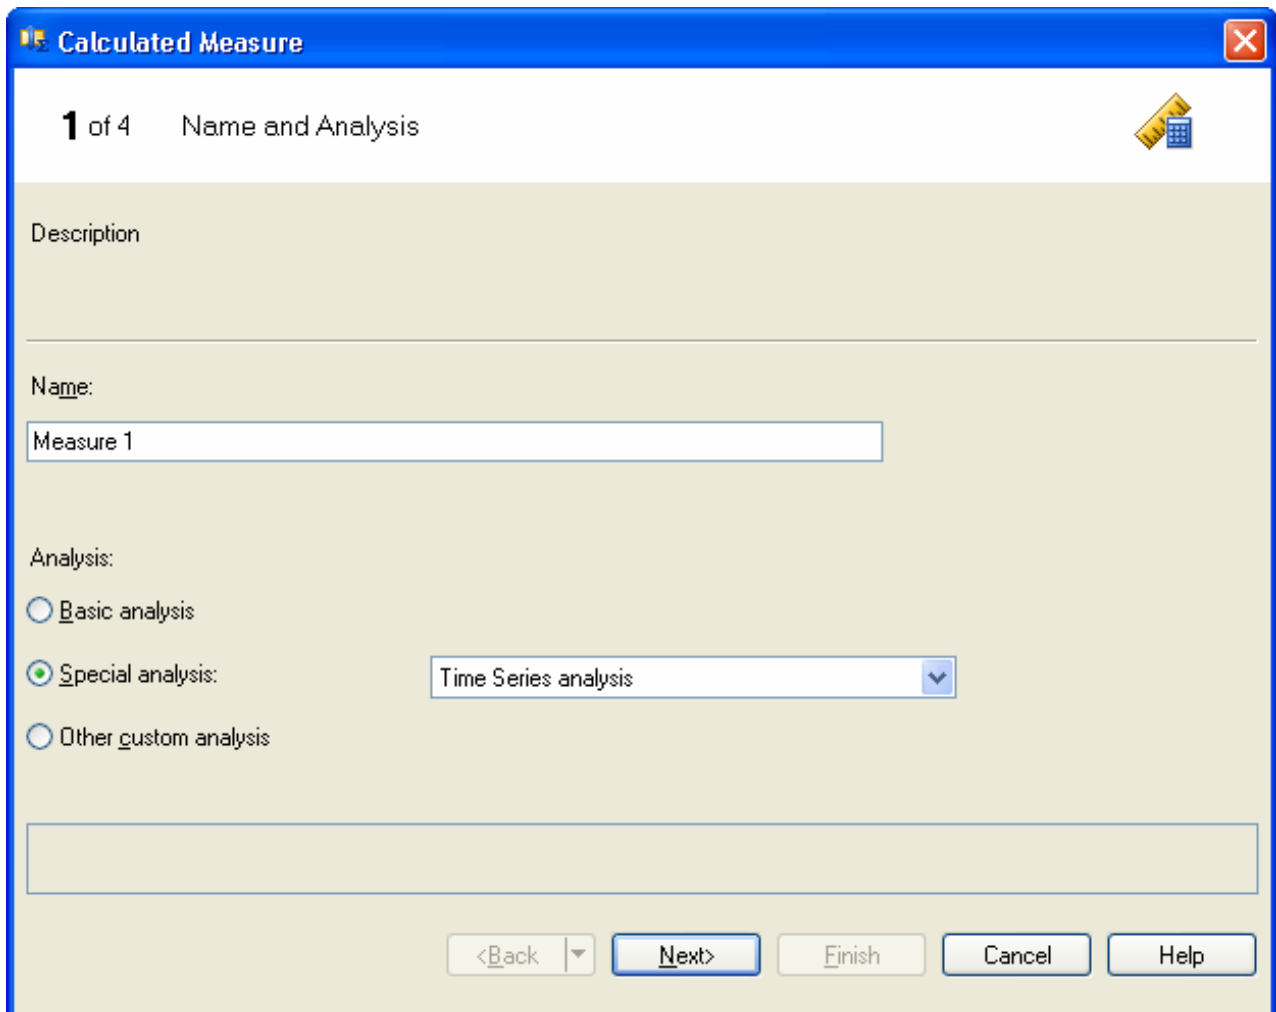 Calculated Measure
1 of 4 Name and Analysis
Description
Name:
Measure 1
Analysis:
Basic analysis
Special analysis: Time Series analysis
Other custom analysis
<Back Next> Finish Cancel Help